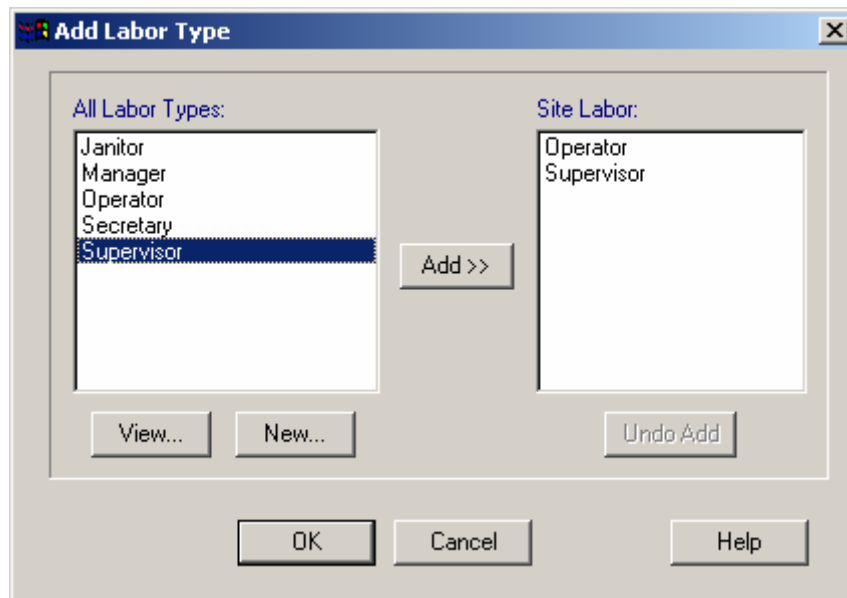 Add Labor Type
All Labor Types:
Janitor
Manager
Operator
Secretary
Supervisor
Add >>
Site Labor:
Operator
Supervisor
View...
New...
Undo Add
OK
Cancel
Help